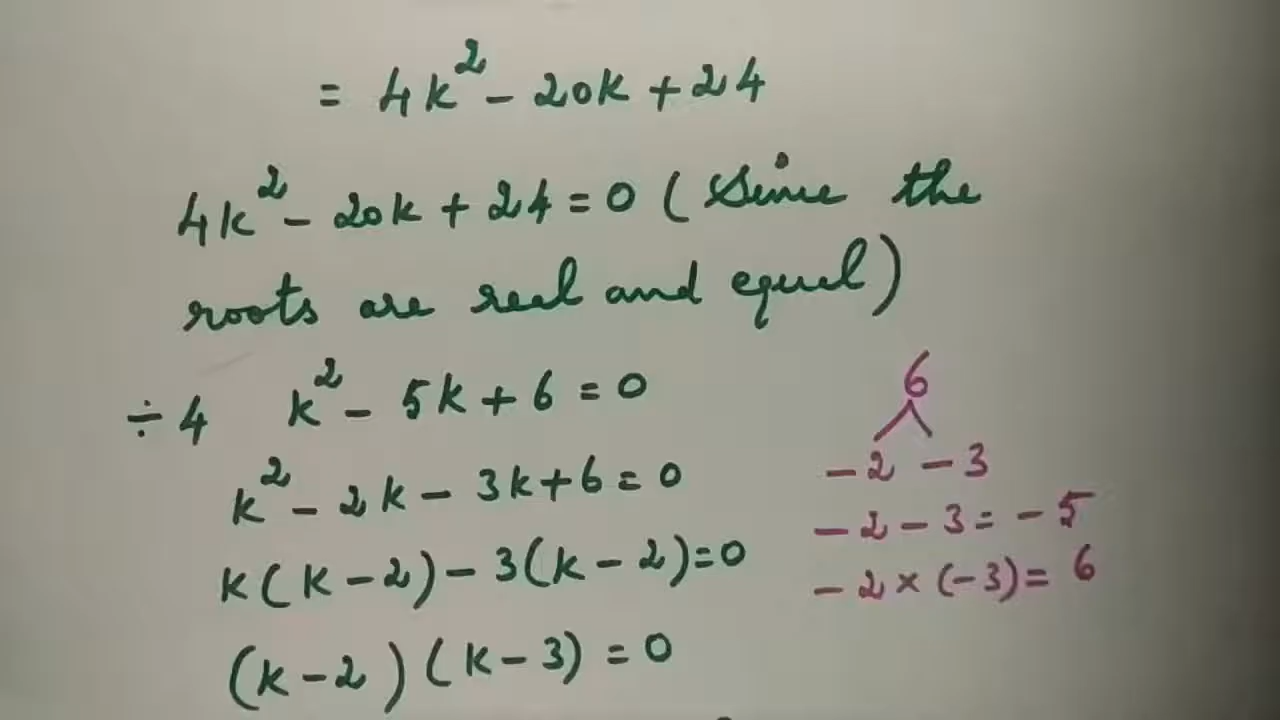 = 4k² - 20k + 24
4k² - 20k + 24 = 0 (Since the
roots are real and equal)
÷ 4 k² - 5k + 6 = 0
k² - 2k - 3k + 6 = 0
k(k - 2) - 3(k - 2) = 0
(k - 2)(k - 3) = 0
6
- 2 - 3
- 2 - 3 = - 5
- 2 × (-3) = 6